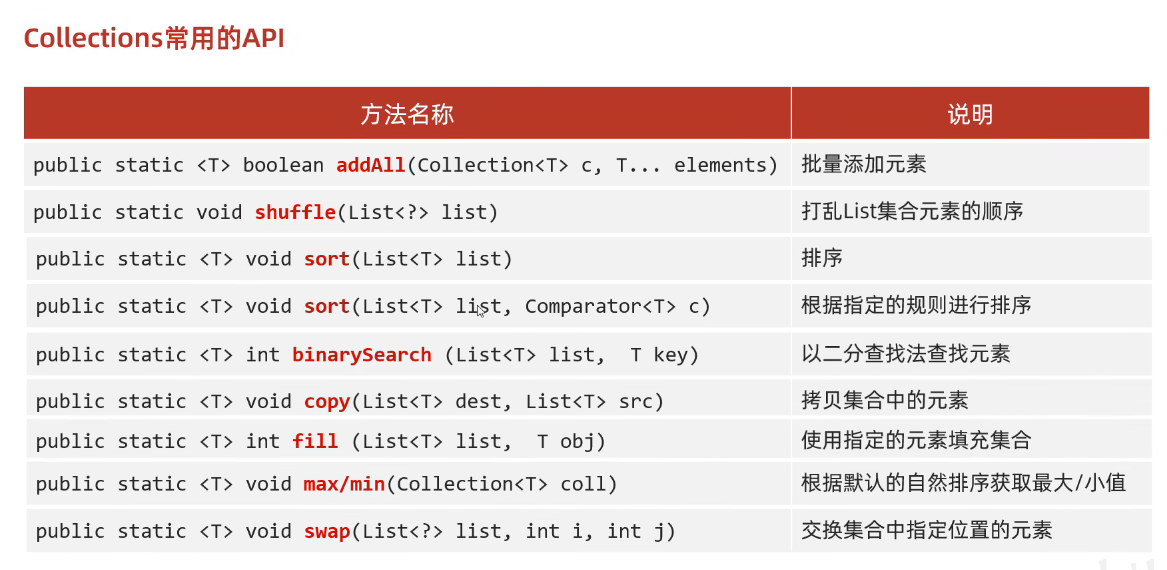 Collections常用的API
方法名称 说明
public static <T> boolean addAll(Collection<T> c, T... elements) 批量添加元素
public static void shuffle(List<?> list) 打乱List集合元素的顺序
public static <T> void sort(List<T> list) 排序
public static <T> void sort(List<T> list, Comparator<T> c) 根据指定的规则进行排序
public static <T> int binarySearch (List<T> list, T key) 以二分查找法查找元素
public static <T> void copy(List<T> dest, List<T> src) 拷贝集合中的元素
public static <T> int fill (List<T> list, T obj) 使用指定的元素填充集合
public static <T> void max/min(Collection<T> coll) 根据默认的自然排序获取最大/小值
public static <T> void swap(List<?> list, int i, int j) 交换集合中指定位置的元素